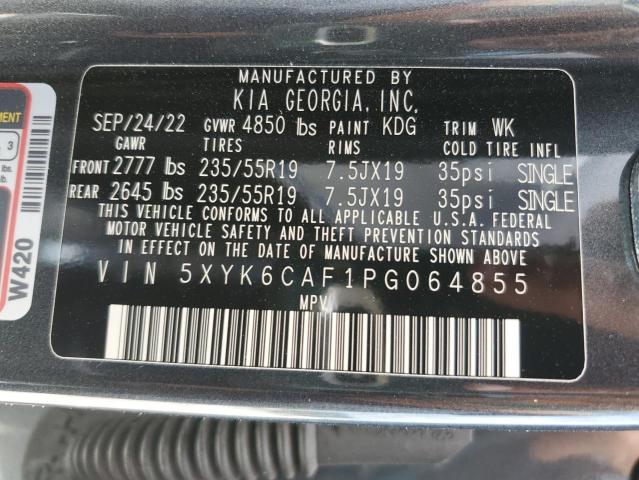 MANUFACTURED BY
KIA GEORGIA, INC.
SEP/24/22 GVWR 4850 lbs PAINT KDG TRIM WK
GAWR TIRES RIMS COLD TIRE INFL
FRONT 2777 lbs 235/55R19 7.5JX19 35psi SINGLE
REAR 2645 lbs 235/55R19 7.5JX19 35psi SINGLE
THIS VEHICLE CONFORMS TO ALL APPLICABLE U.S.A. FEDERAL
MOTOR VEHICLE SAFETY AND THEFT PREVENTION STANDARDS
IN EFFECT ON THE DATE OF MANUFACTURE SHOWN ABOVE.
VIN 5XYK6CAF1PG064855
MPV
3
lbs.
lb.
W420